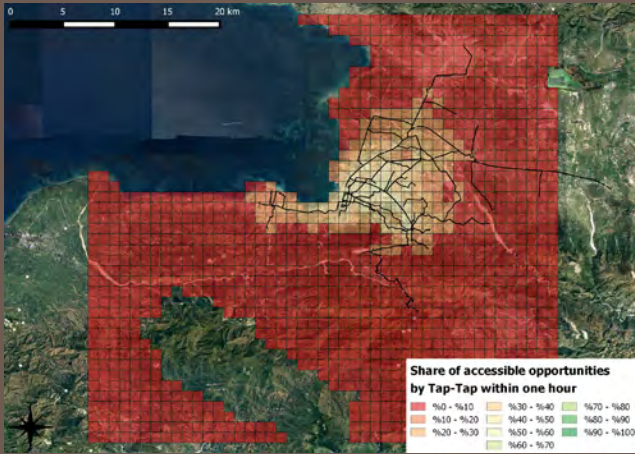 0 5 10 15 20 km
Share of accessible opportunities
by Tap-Tap within one hour
%0 - %10 %30 - %40 %70 - %80
%10 - %20 %40 - %50 %80 - %90
%20 - %30 %50 - %60 %90 - %100
%60 - %70